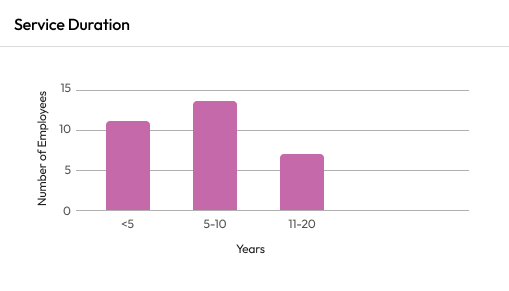 Service Duration
Number of Employees
15
10
5
0
<5
5-10
11-20
Years